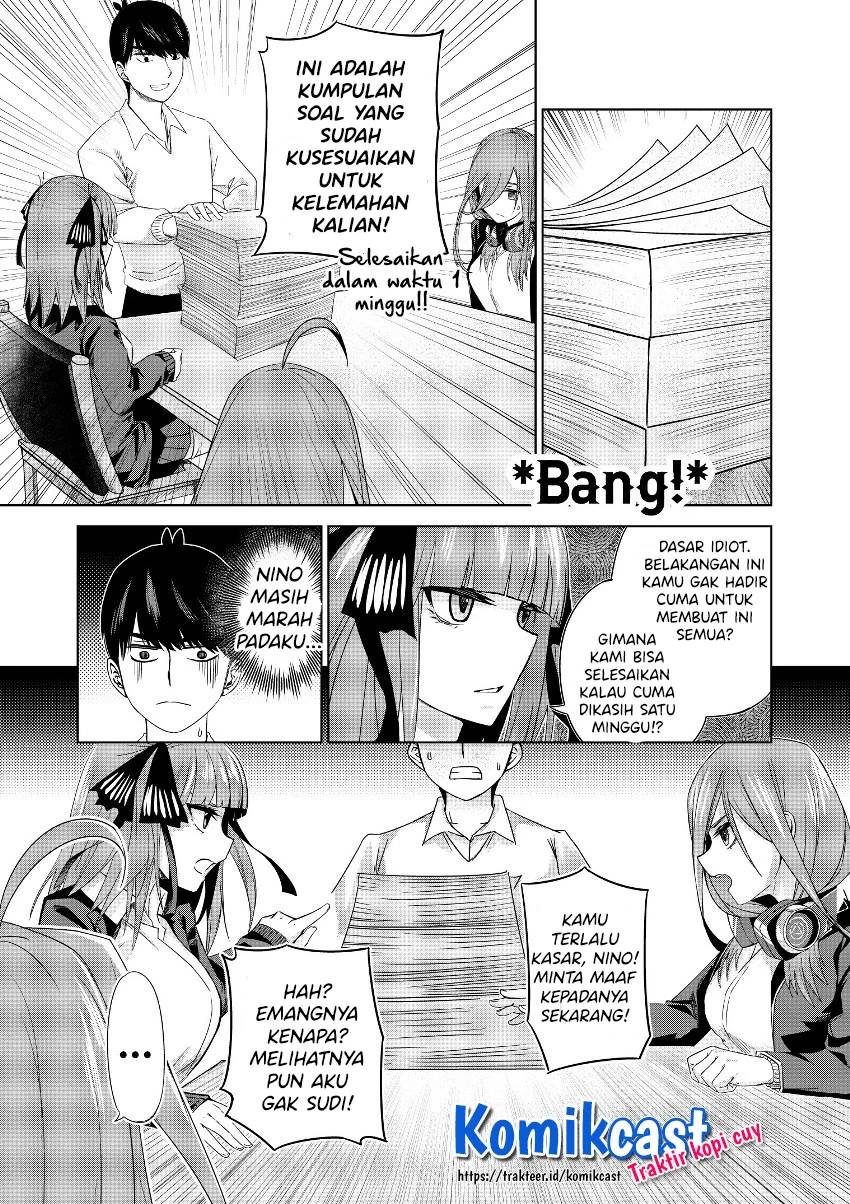 *Bang!*
INI ADALAH
KUMPULAN
SOAL YANG
SUDAH
KUSESUAIKAN
UNTUK
KELEMAHAN
KALIAN!
Selesaikan
dalam waktu 1
minggu!!
DASAR IDIOT.
BELAKANGAN INI
KAMU GAK HADIR
CUMA UNTUK
MEMBUAT INI
SEMUA?
GIMANA
KAMI BISA
SELESAIKAN
KALAU CUMA
DIKASIH SATU
MINGGU!?
NINO
MASIH
MARAH
PADAKU...
KAMU
TERLALU
KASAR, NINO!
MINTA MAAF
KEPADANYA
SEKARANG!
HAH?
EMANGNYA
KENAPA?
MELIHATNYA
PUN AKU
GAK SUDI!
...
Komikcast
Traktir kopi cuy
https://trakteer.id/komikcast